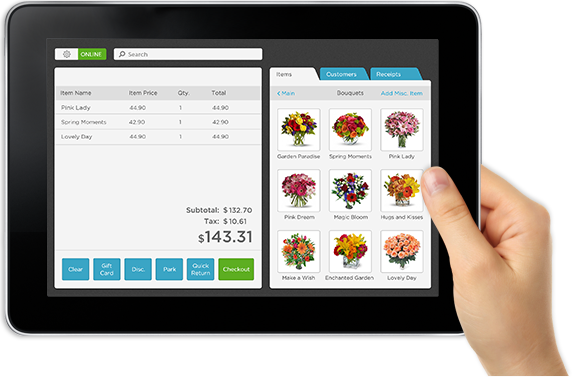 ONLINE
Search
Items
Customers
Receipts
Item Name Item Price Qty. Total
Pink Lady 44.90 1 44.90
Spring Moments 42.90 1 42.90
Lovely Day 44.90 1 44.90
Subtotal: $132.70
Tax: $10.61
$143.31
Clear
Gift
Card
Disc.
Park
Quick
Return
Checkout
< Main
Bouquets
Add Misc. Item
Garden Paradise Spring Moments Pink Lady
Pink Dream Magic Bloom Hugs and Kisses
Make a Wish Enchanted Garden Lovely Day